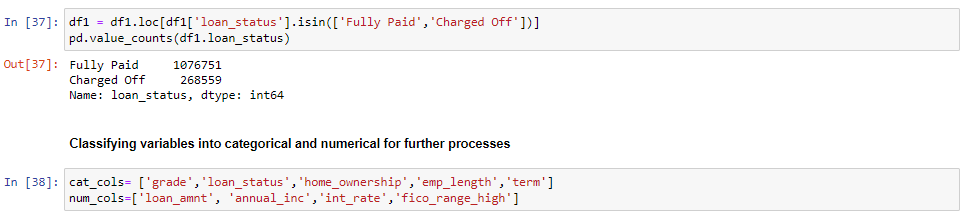 In [37]: df1 = df1.loc[df1['loan_status'].isin(['Fully Paid','Charged Off'])]
pd.value_counts(df1.loan_status)
Out[37]: Fully Paid     1076751
Charged Off     268559
Name: loan_status, dtype: int64
Classifying variables into categorical and numerical for further processes
In [38]: cat_cols= ['grade','loan_status','home_ownership','emp_length','term']
num_cols=['loan_amnt', 'annual_inc','int_rate','fico_range_high']